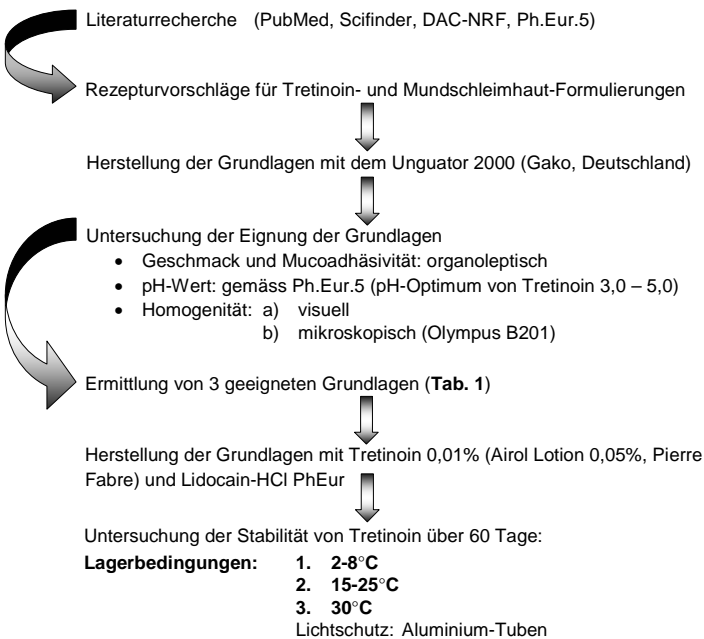 Literaturrecherche (PubMed, Scifinder, DAC-NRF, Ph.Eur.5)
Rezepturvorschläge für Tretinoin- und Mundschleimhaut-Formulierungen
Herstellung der Grundlagen mit dem Unguator 2000 (Gako, Deutschland)
Untersuchung der Eignung der Grundlagen
• Geschmack und Mucoadhäsivität: organoleptisch
• pH-Wert: gemäss Ph.Eur.5 (pH-Optimum von Tretinoin 3,0 – 5,0)
• Homogenität: a) visuell
b) mikroskopisch (Olympus B201)
Ermittlung von 3 geeigneten Grundlagen (Tab. 1)
Herstellung der Grundlagen mit Tretinoin 0,01% (Airol Lotion 0,05%, Pierre
Fabre) und Lidocain-HCl PhEur
Untersuchung der Stabilität von Tretinoin über 60 Tage:
Lagerbedingungen: 1. 2-8°C
2. 15-25°C
3. 30°C
Lichtschutz: Aluminium-Tuben